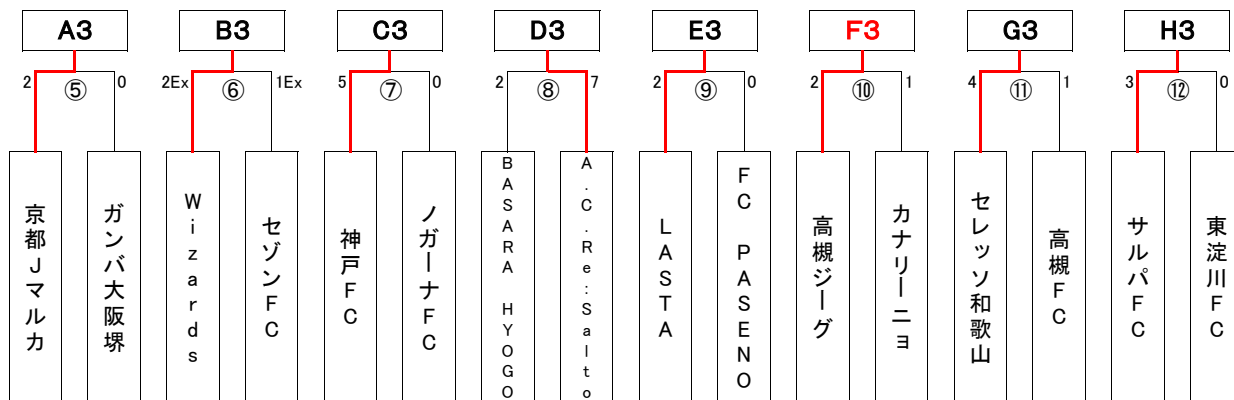 A3 B3 C3 D3 E3 F3 G3 H3
2 ⑤ 0 2Ex ⑥ 1Ex 5 ⑦ 0 2 ⑧ 7 2 ⑨ 0 2 ⑩ 1 4 ⑪ 1 3 ⑫ 0
京都Jマルカ
ガンバ大阪堺
Wizards
セゾンFC
神戸FC
ノガーナFC
BASARA HYOGO
A.C.Re:Salto
LASTA
FC PASENO
高槻ジーグ
カナリーニョ
セレッソ和歌山
高槻FC
サルパFC
東淀川FC